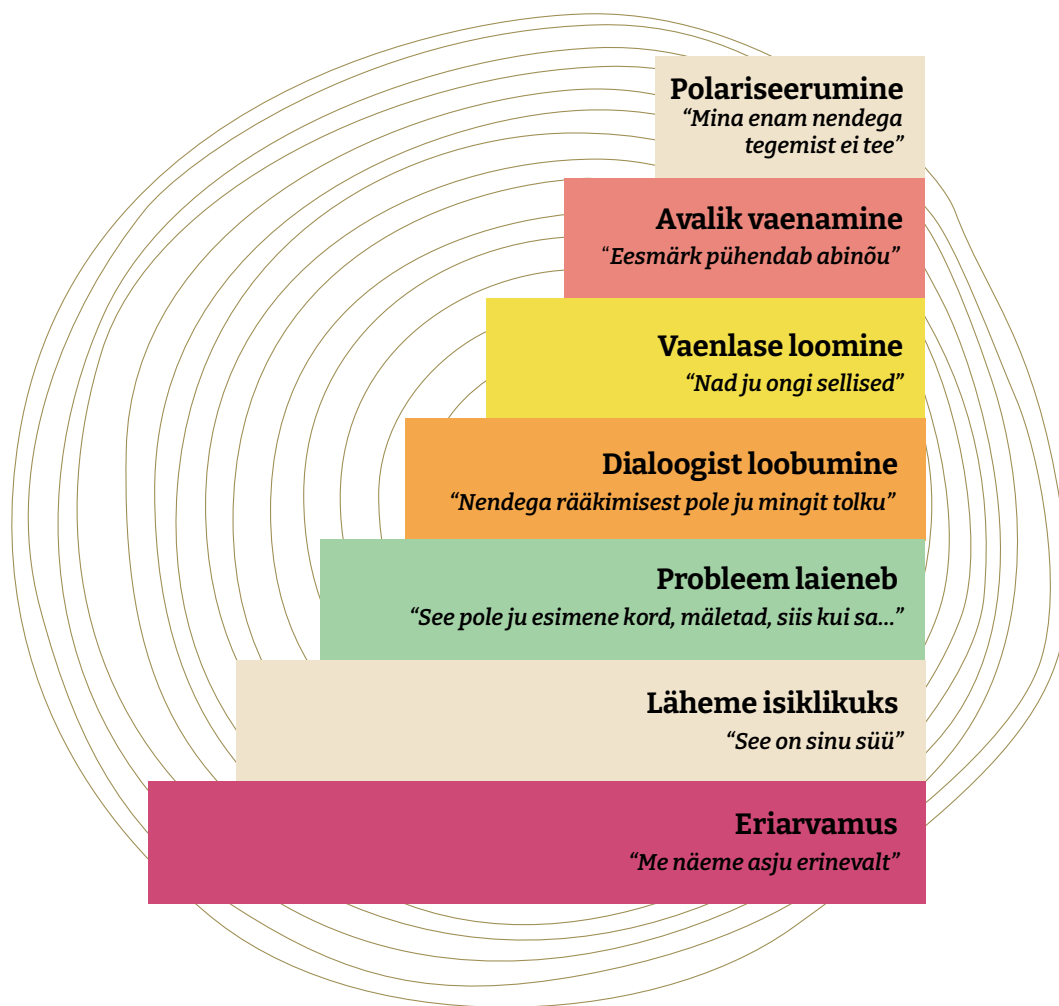 Polariseerumine
“Mina enam nendega
tegemist ei tee”
Avalik vaenamine
“Eesmärk pühendab abinõu”
Vaenlase loomine
“Nad ju ongi sellised”
Dialoogist loobumine
“Nendega rääkimisest pole ju mingit tolku”
Probleem laieneb
“See pole ju esimene kord, mäletad, siis kui sa...”
Läheme isiklikuks
“See on sinu süü”
Eriarvamus
“Me näeme asju erinevalt”